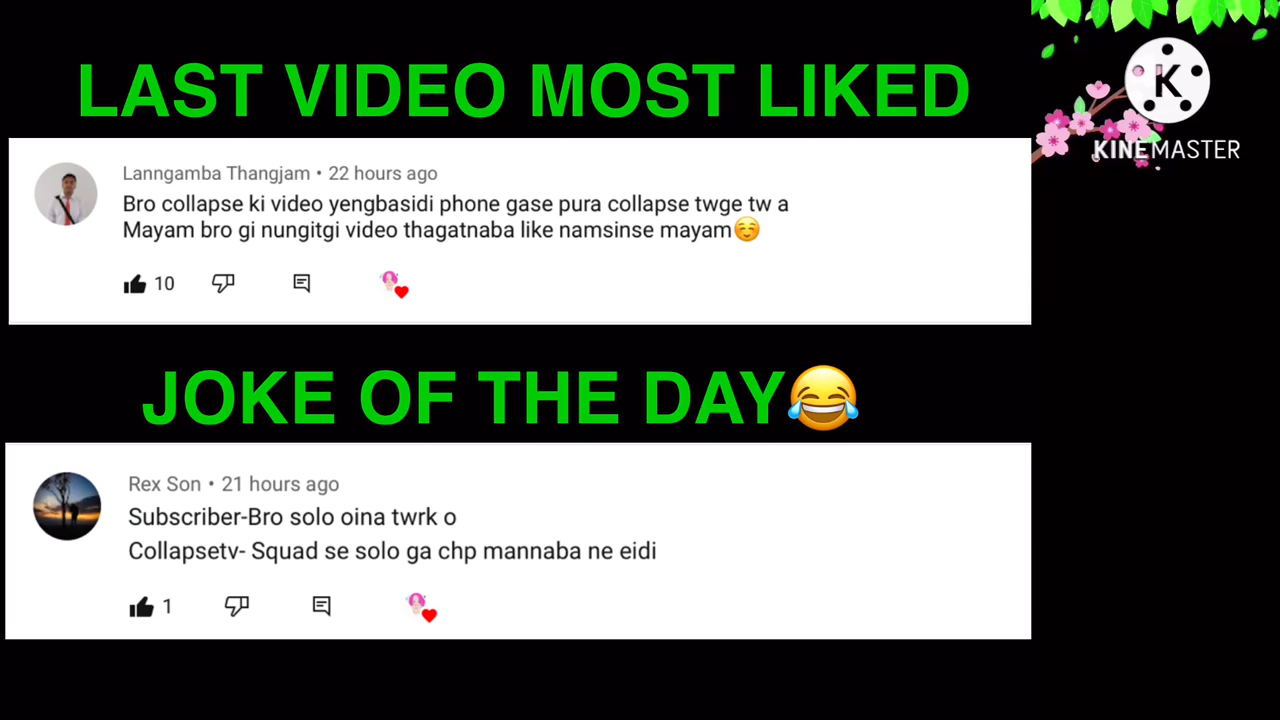 LAST VIDEO MOST LIKED
K
KINEMASTER
Lanngamba Thangjam • 22 hours ago
Bro collapse ki video yengbasidi phone gase pura collapse twge tw a
Mayam bro gi nungitgi video thagatnaba like namsinse mayam☺️
10
JOKE OF THE DAY😂
Rex Son • 21 hours ago
Subscriber-Bro solo oina twrk o
Collapsetv- Squad se solo ga chp mannaba ne eidi
1